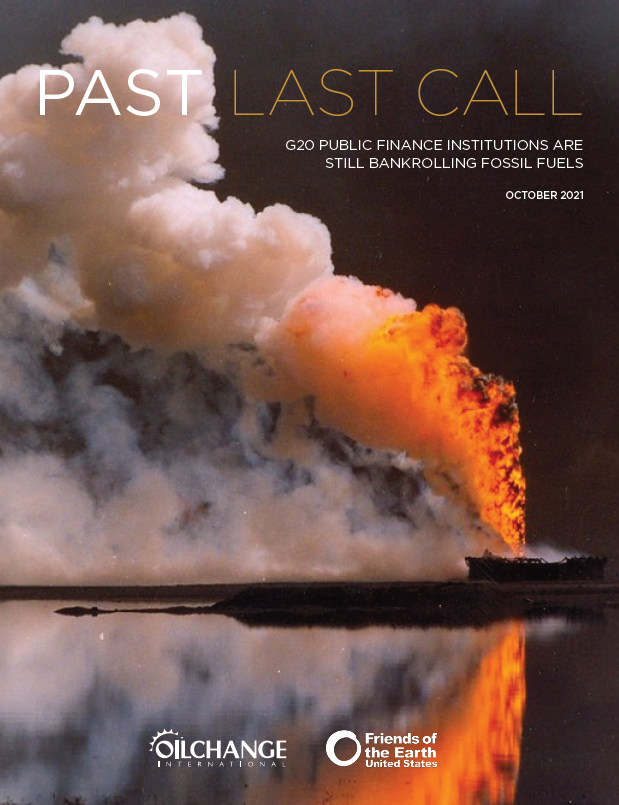 PAST LAST CALL
G20 PUBLIC FINANCE INSTITUTIONS ARE
STILL BANKROLLING FOSSIL FUELS
OCTOBER 2021
OILCHANGE
INTERNATIONAL
Friends of
the Earth
United States